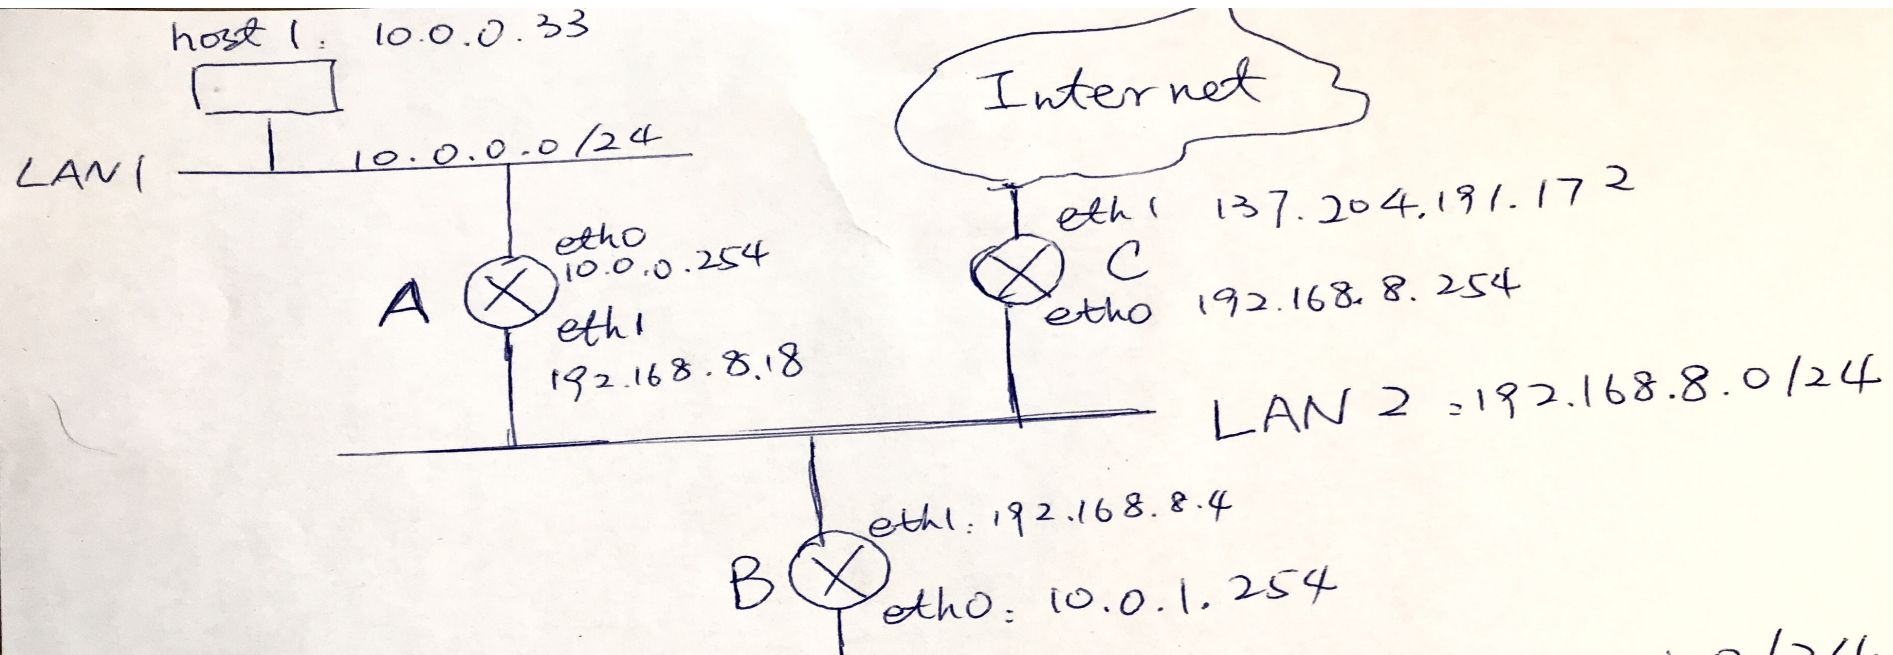 host 1: 10.0.0.33
Internet
10.0.0.0/24
LAN1
eth1 137.204.191.172
eth0
10.0.0.254
C
A
eth1
eth0 192.168.8.254
192.168.8.18
LAN 2 : 192.168.8.0/24
eth1: 192.168.8.4
B
eth0: 10.0.1.254